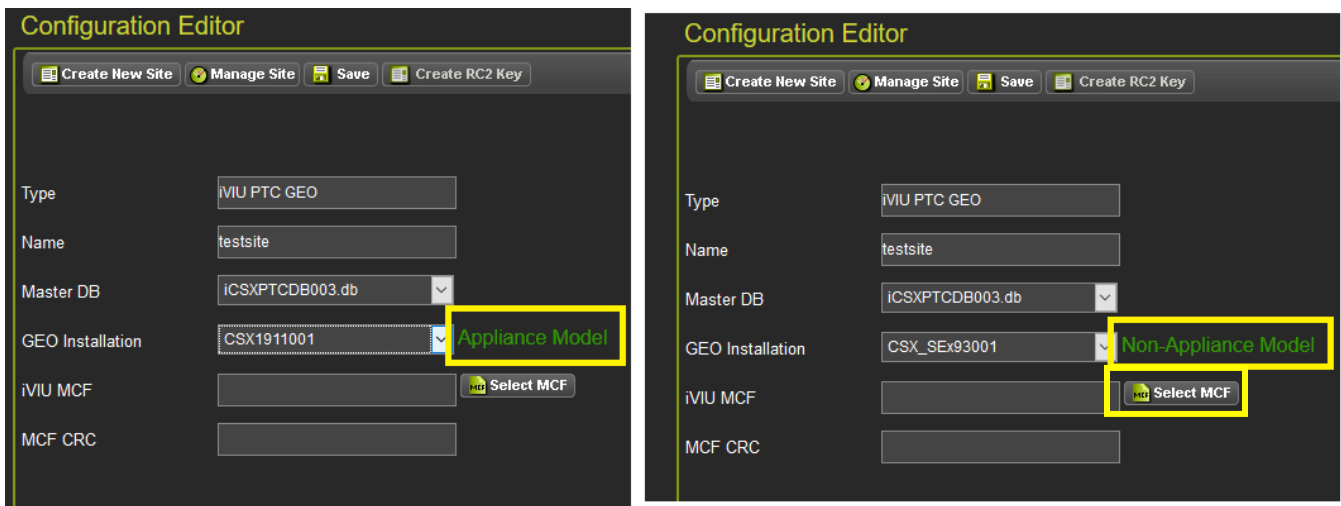 Configuration Editor
Create New Site Manage Site Save Create RC2 Key
Type iVIU PTC GEO
Name testsite
Master DB iCSXPTCDB003.db
GEO Installation CSX1911001 Appliance Model
iVIU MCF MCF Select MCF
MCF CRC
Configuration Editor
Create New Site Manage Site Save Create RC2 Key
Type iVIU PTC GEO
Name testsite
Master DB iCSXPTCDB003.db
GEO Installation CSX_SEx93001 Non-Appliance Model
iVIU MCF MCF Select MCF
MCF CRC